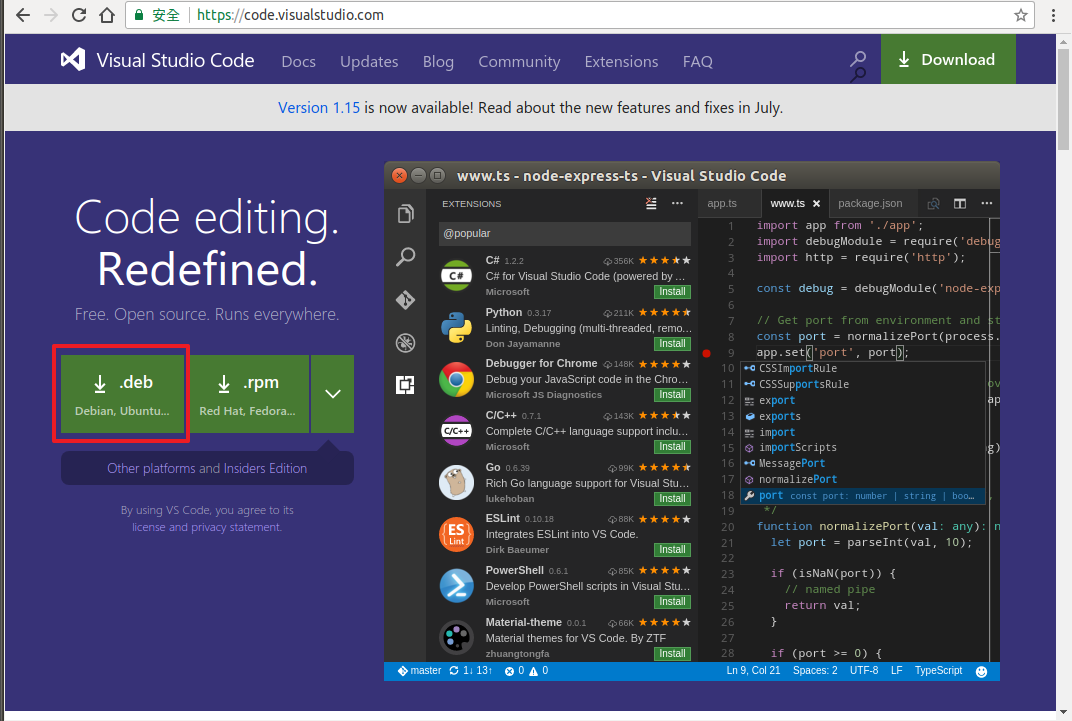 安全 https://code.visualstudio.com
Visual Studio Code Docs Updates Blog Community Extensions FAQ Download
Version 1.15 is now available! Read about the new features and fixes in July.
Code editing.
Redefined.
Free. Open source. Runs everywhere.
.deb
Debian, Ubuntu...
.rpm
Red Hat, Fedora...
Other platforms and Insiders Edition
By using VS Code, you agree to its
license and privacy statement.
www.ts - node-express-ts - Visual Studio Code
EXTENSIONS
@popular
C# 1.2.2 356K
C# for Visual Studio Code (powered by ...
Microsoft Install
Python 0.3.17 211K
Linting, Debugging (multi-threaded, remo...
Don Jayamanne Install
Debugger for Chrome 148K
Debug your JavaScript code in the Chro...
Microsoft JS Diagnostics Install
C/C++ 0.7.1 143K
Complete C/C++ language support inclu...
Microsoft Install
Go 0.6.39 99K
Rich Go language support for Visual Stu...
lukehoban Install
ESLint 0.10.18 88K
Integrates ESLint into VS Code.
Dirk Baeumer Install
PowerShell 0.6.1 85K
Develop PowerShell scripts in Visual Stu...
Microsoft Install
Material-theme 0.0.1 66K
Material themes for VS Code. By ZTF
zhuangtongfa Install
C#
C/C++
ES
Lint
app.ts www.ts package.json
1 import app from './app';
2 import debugModule = require('debug
3 import http = require('http');
4
5 const debug = debugModule('node-exp
6
7 // Get port from environment and st
8 const port = normalizePort(process.
9 app.set('port', port);
10 CSSImportRule
11 CSSSupportsRule ov
12 export ap
13 exports
14 import
15 importScripts g)
16 MessagePort
17 normalizePort
18 port const port: number | string | boo... ,
19 */
20 function normalizePort(val: any): n
21 let port = parseInt(val, 10);
22
23 if (isNaN(port)) {
24 // named pipe
25 return val;
26 }
27
28 if (port >= 0) {
master 1↓ 13↑ 0 0 Ln 9, Col 21 Spaces: 2 UTF-8 LF TypeScript